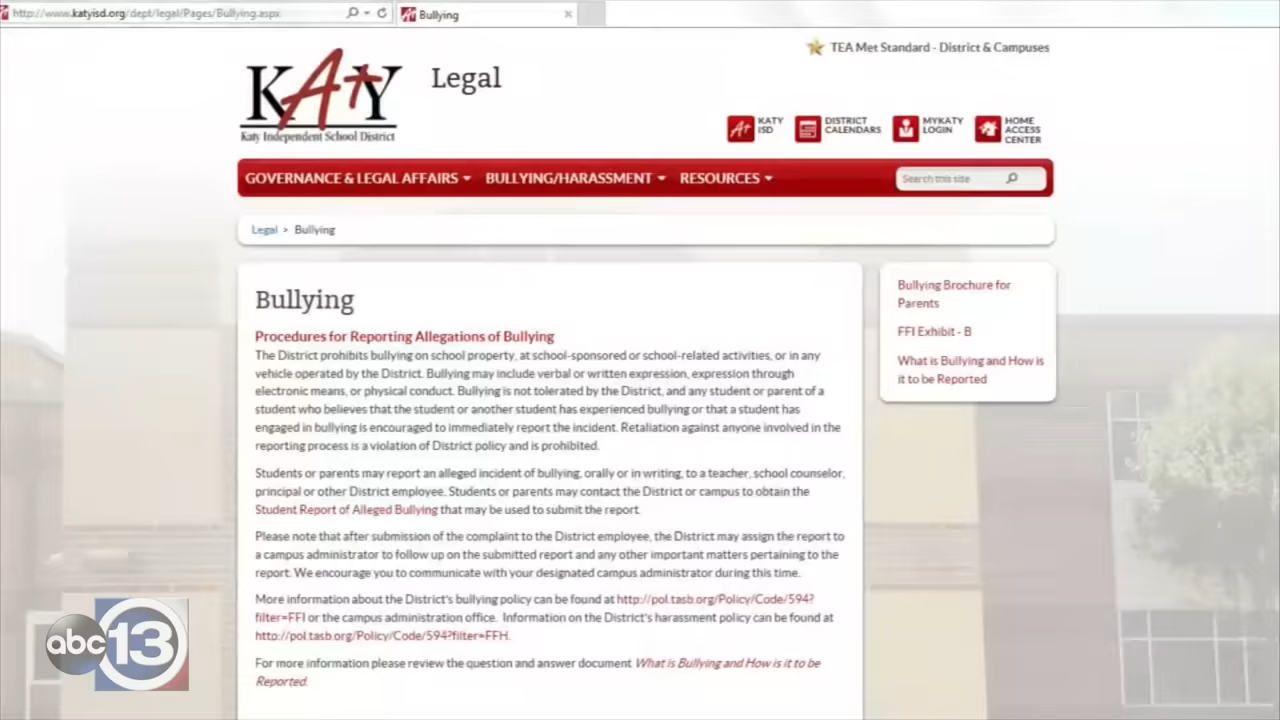 http://www.katyisd.org/dept/legal/Pages/Bullying.aspx
Bullying
TEA Met Standard - District & Campuses
KATY
Katy Independent School District
Legal
A+ KATY ISD
DISTRICT CALENDARS
MYKATY LOGIN
HOME ACCESS CENTER
GOVERNANCE & LEGAL AFFAIRS BULLYING/HARASSMENT RESOURCES
Search this site
Legal > Bullying
Bullying
Procedures for Reporting Allegations of Bullying
The District prohibits bullying on school property, at school-sponsored or school-related activities, or in any
vehicle operated by the District. Bullying may include verbal or written expression, expression through
electronic means, or physical conduct. Bullying is not tolerated by the District, and any student or parent of a
student who believes that the student or another student has experienced bullying or that a student has
engaged in bullying is encouraged to immediately report the incident. Retaliation against anyone involved in the
reporting process is a violation of District policy and is prohibited.
Students or parents may report an alleged incident of bullying, orally or in writing, to a teacher, school counselor,
principal or other District employee. Students or parents may contact the District or campus to obtain the
Student Report of Alleged Bullying that may be used to submit the report.
Please note that after submission of the complaint to the District employee, the District may assign the report to
a campus administrator to follow up on the submitted report and any other important matters pertaining to the
report. We encourage you to communicate with your designated campus administrator during this time.
More information about the District's bullying policy can be found at http://pol.tasb.org/Policy/Code/594?
filter=FFI or the campus administration office. Information on the District's harassment policy can be found at
http://pol.tasb.org/Policy/Code/594?filter=FFH.
For more information please review the question and answer document What is Bullying and How is it to be
Reported.
Bullying Brochure for
Parents
FFI Exhibit - B
What is Bullying and How is
it to be Reported
abc 13